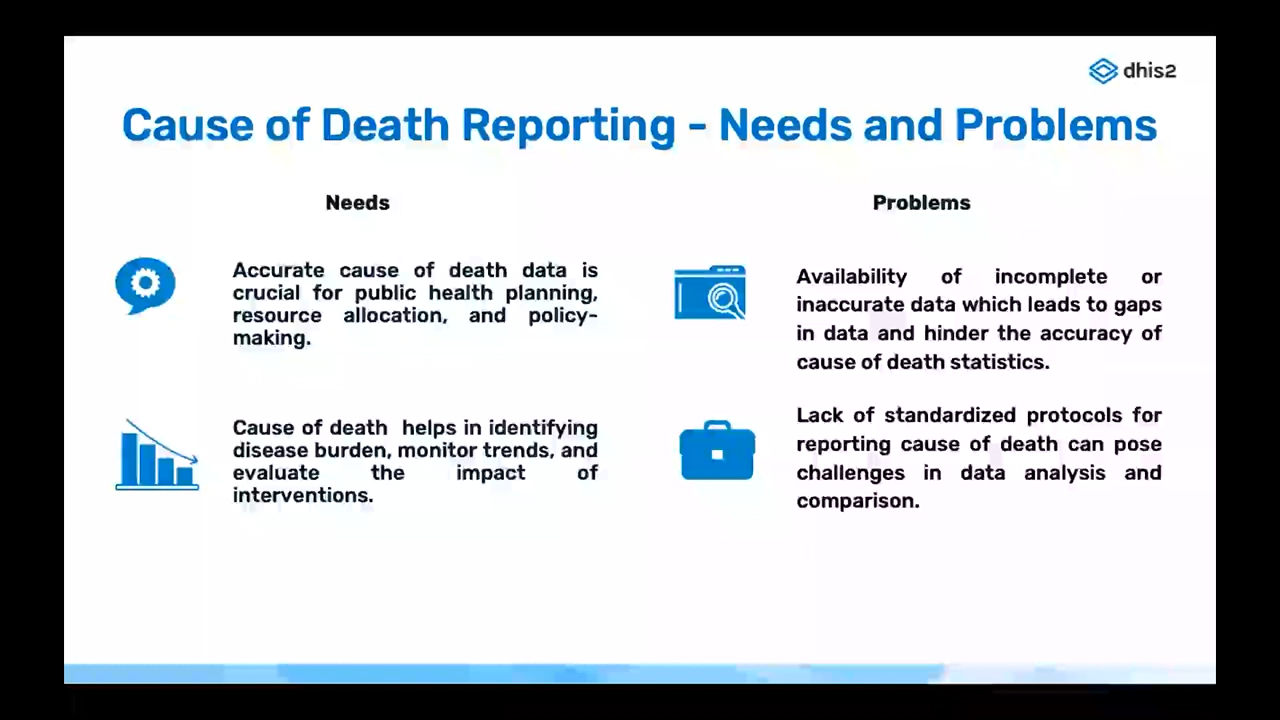 dhis2
Cause of Death Reporting - Needs and Problems
Needs
Accurate cause of death data is
crucial for public health planning,
resource allocation, and policy-
making.
Cause of death helps in identifying
disease burden, monitor trends, and
evaluate the impact of
interventions.
Problems
Availability of incomplete or
inaccurate data which leads to gaps
in data and hinder the accuracy of
cause of death statistics.
Lack of standardized protocols for
reporting cause of death can pose
challenges in data analysis and
comparison.